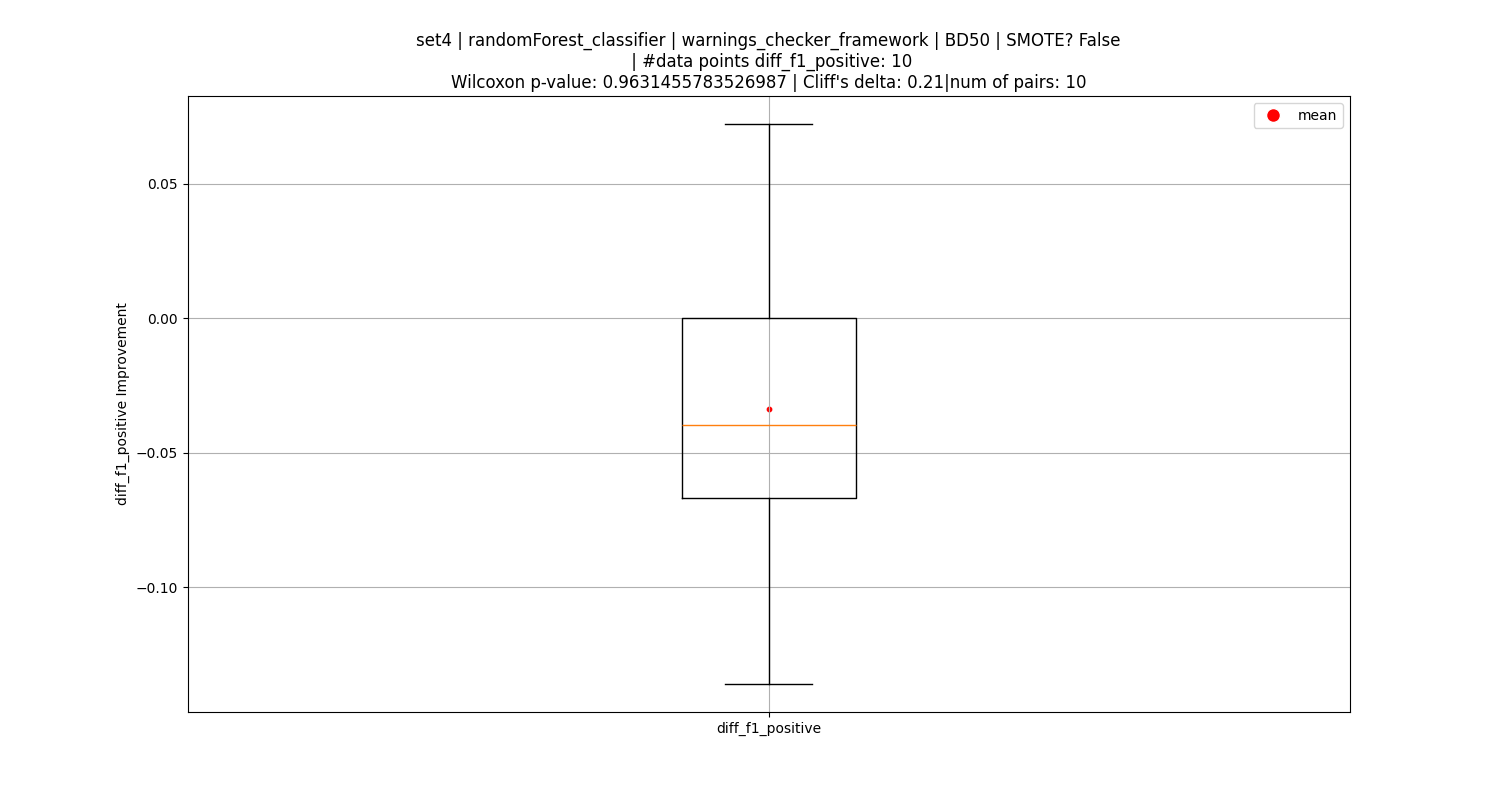 set4 | randomForest_classifier | warnings_checker_framework | BD50 | SMOTE? False
| #data points diff_f1_positive: 10
Wilcoxon p-value: 0.9631455783526987 | Cliff's delta: 0.21|num of pairs: 10
mean
0.05
0.00
−0.05
−0.10
diff_f1_positive Improvement
diff_f1_positive